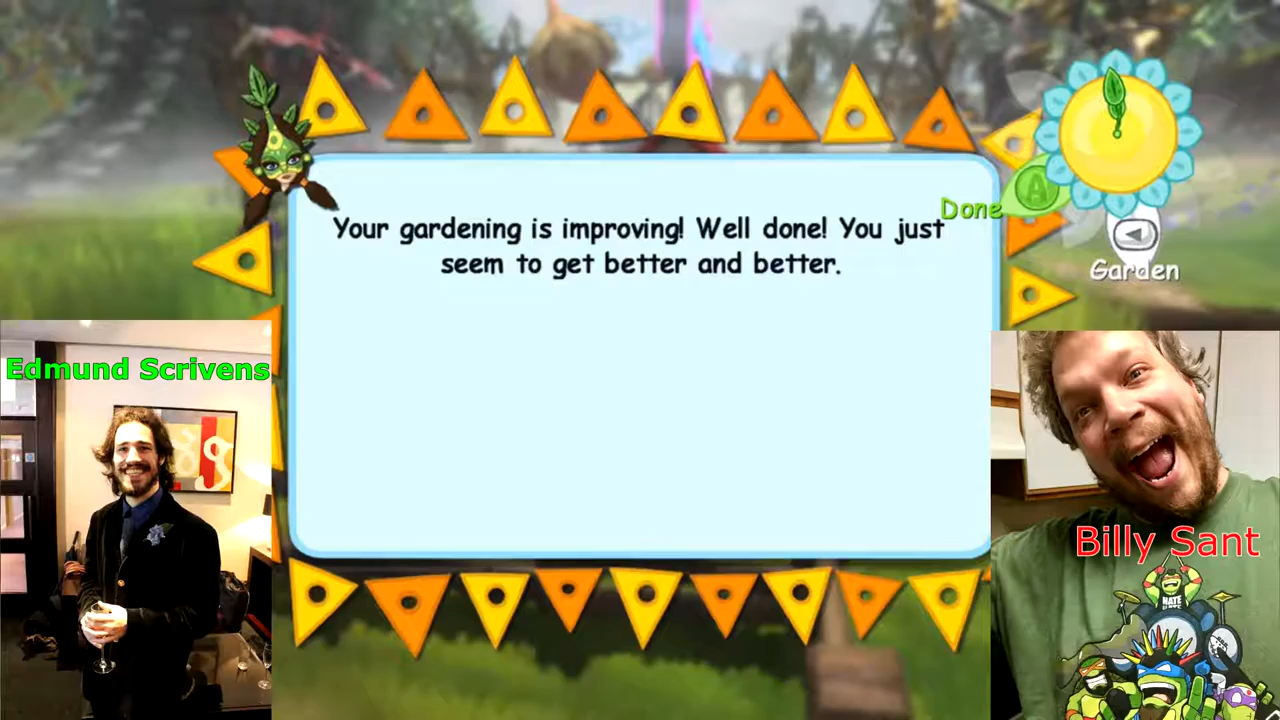 Your gardening is improving! Well done! You just
seem to get better and better.
Done
A
Garden
Edmund Scrivens
Billy Sant
HATE